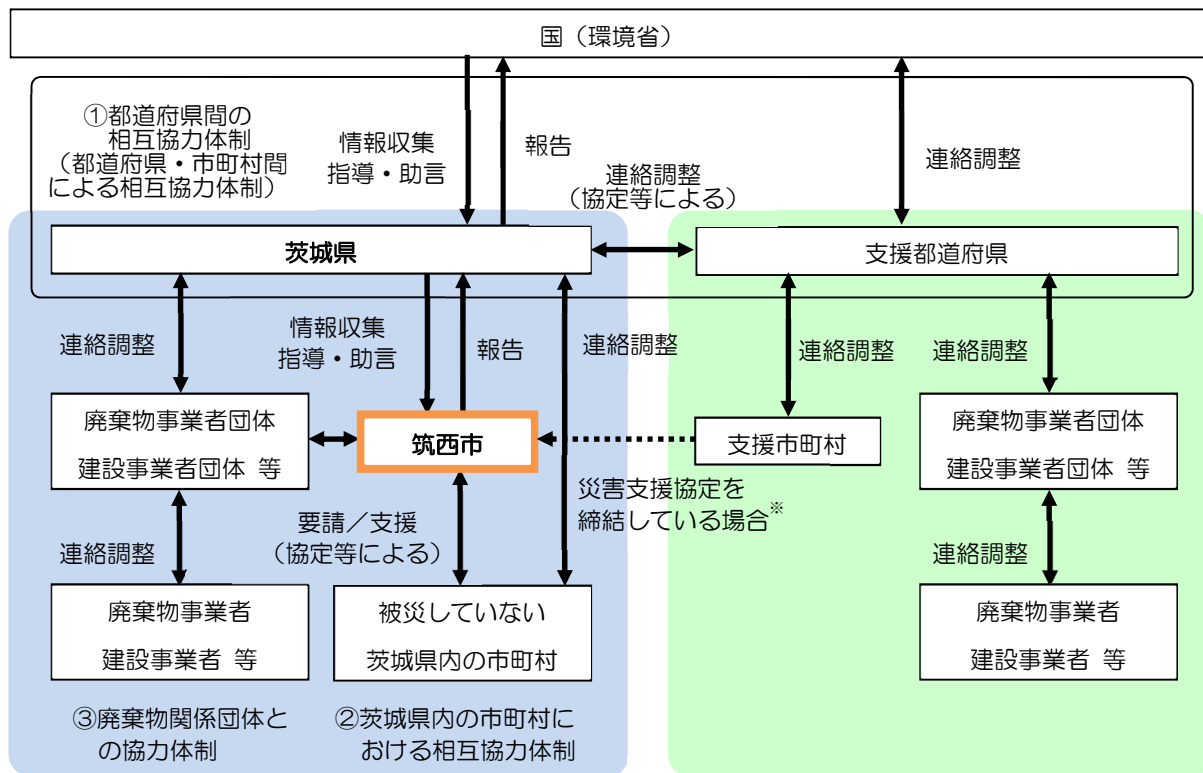 国（環境省）
①都道府県間の
相互協力体制
（都道府県・市町村間
による相互協力体制）
情報収集
指導・助言
報告
連絡調整
（協定等による）
連絡調整
茨城県
支援都道府県
連絡調整
情報収集
指導・助言
報告
連絡調整
連絡調整
連絡調整
廃棄物事業者団体
建設事業者団体 等
筑西市
支援市町村
廃棄物事業者団体
建設事業者団体 等
災害支援協定を
締結している場合※
連絡調整
要請／支援
（協定等による）
連絡調整
廃棄物事業者
建設事業者 等
被災していない
茨城県内の市町村
廃棄物事業者
建設事業者 等
③廃棄物関係団体と
の協力体制
②茨城県内の市町村に
おける相互協力体制